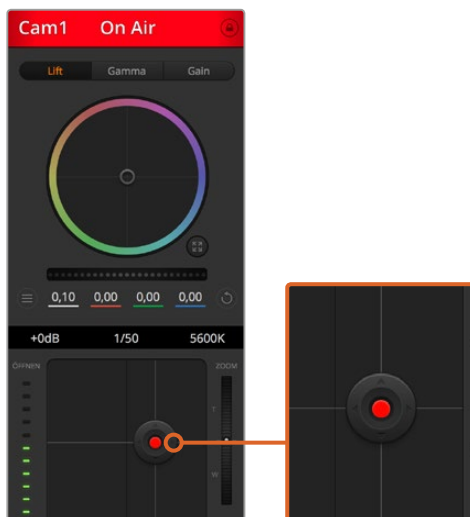 Cam1 On Air
Lift Gamma Gain
0,10 0,00 0,00 0,00
+0dB 1/50 5600K
ÖFFNEN ZOOM
T
W